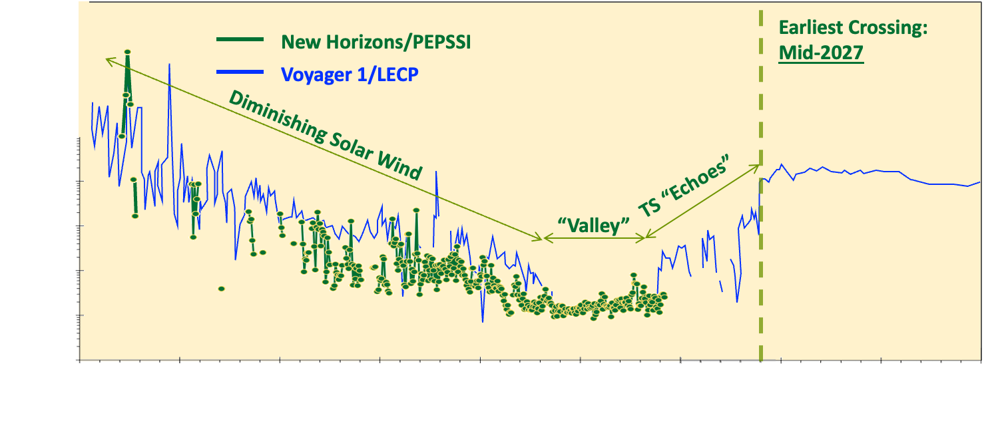 New Horizons/PEPSSI
Voyager 1/LECP
Earliest Crossing:
Mid-2027
Diminishing Solar Wind
“Valley”
TS “Echoes”